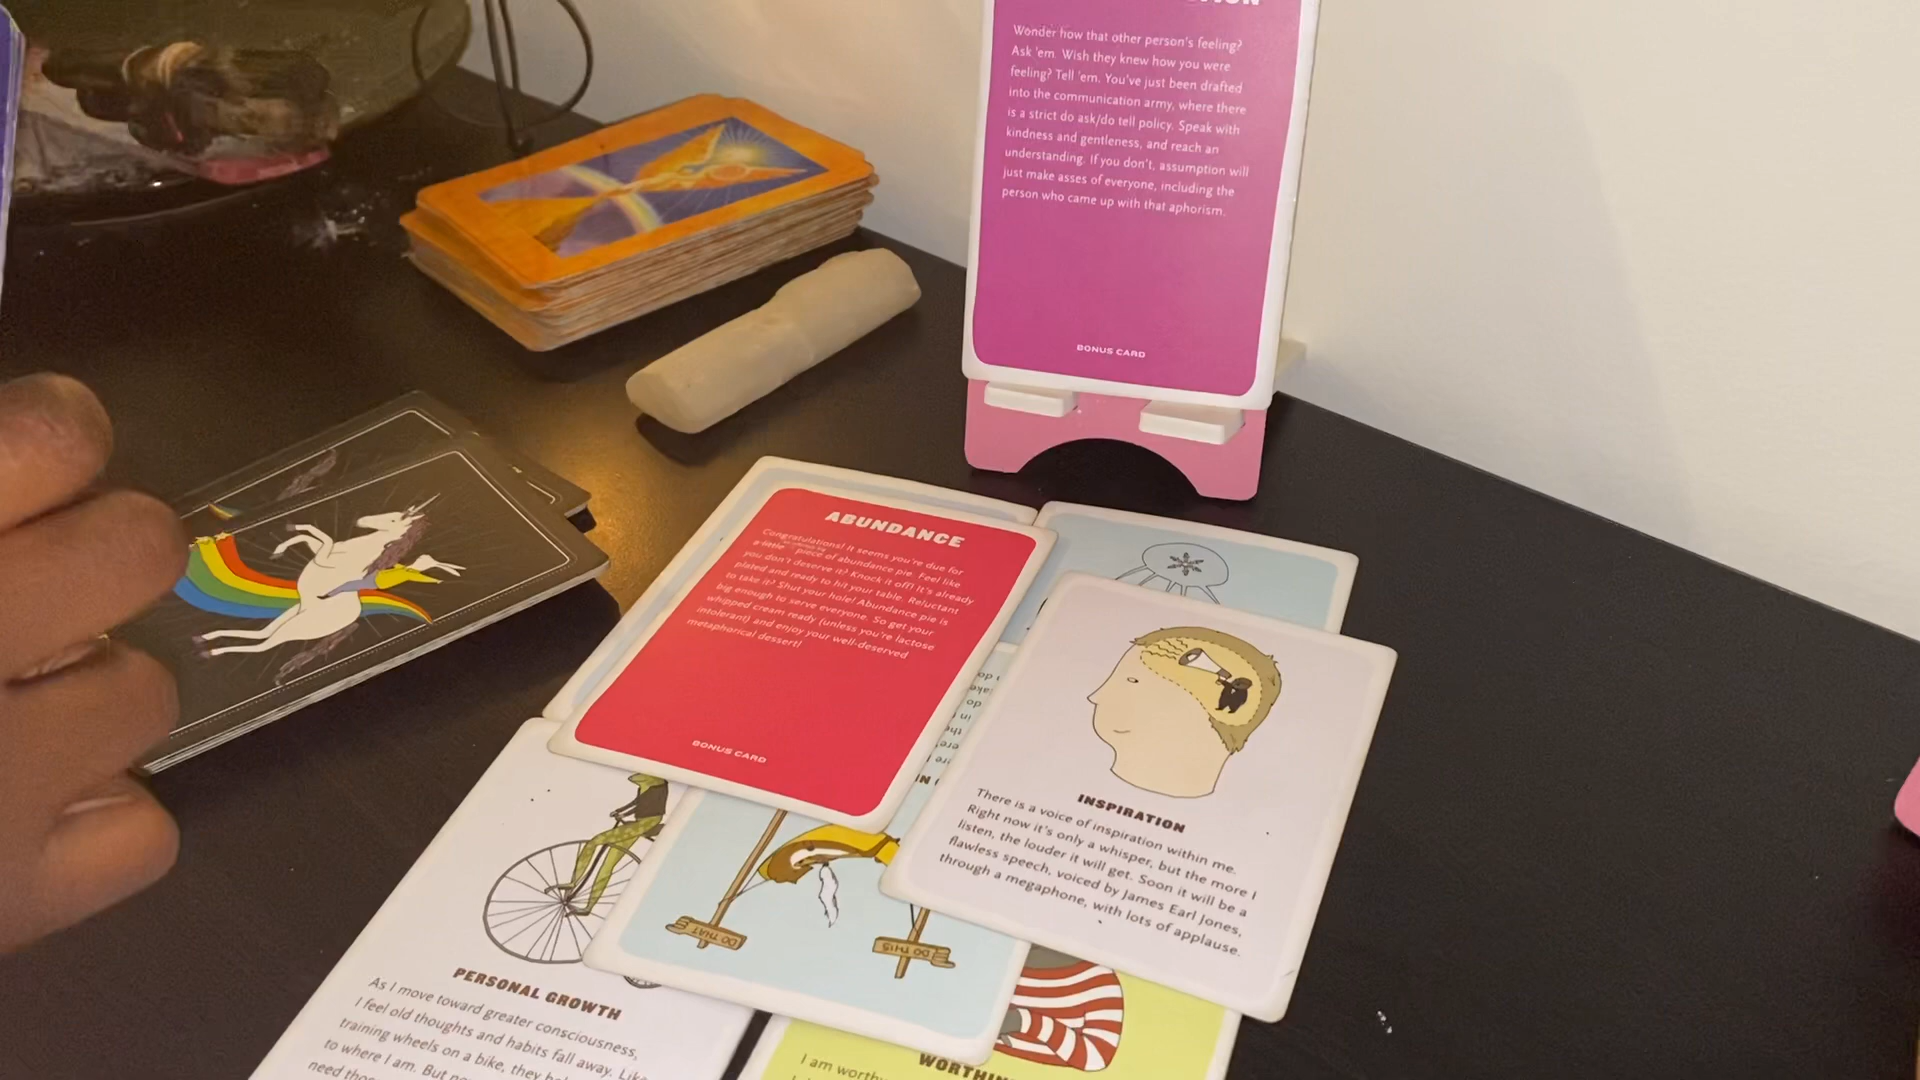 Wonder how that other person's feeling?
Ask 'em. Wish they knew how you were
feeling? Tell 'em. You've just been drafted
into the communication army, where there
is a strict do ask/do tell policy. Speak with
kindness and gentleness, and reach an
understanding. If you don't, assumption will
just make asses of everyone, including the
person who came up with that aphorism.
BONUS CARD
ABUNDANCE
Congratulations! It seems you're due for
a little piece of abundance pie. Feel like
you don't deserve it? Knock it off! It's already
plated and ready to hit your table. Reluctant
to take it? Shut your hole! Abundance pie is
big enough to serve everyone. So get your
whipped cream ready (unless you're lactose
intolerant) and enjoy your well-deserved
metaphorical dessert!
BONUS CARD
INSPIRATION
There is a voice of inspiration within me.
Right now it's only a whisper, but the more I
listen, the louder it will get. Soon it will be a
flawless speech, voiced by James Earl Jones,
through a megaphone, with lots of applause.
DO THAT
DO THIS
PERSONAL GROWTH
As I move toward greater consciousness,
I feel old thoughts and habits fall away. Like
training wheels on a bike, they
to where I am. But
need
I am